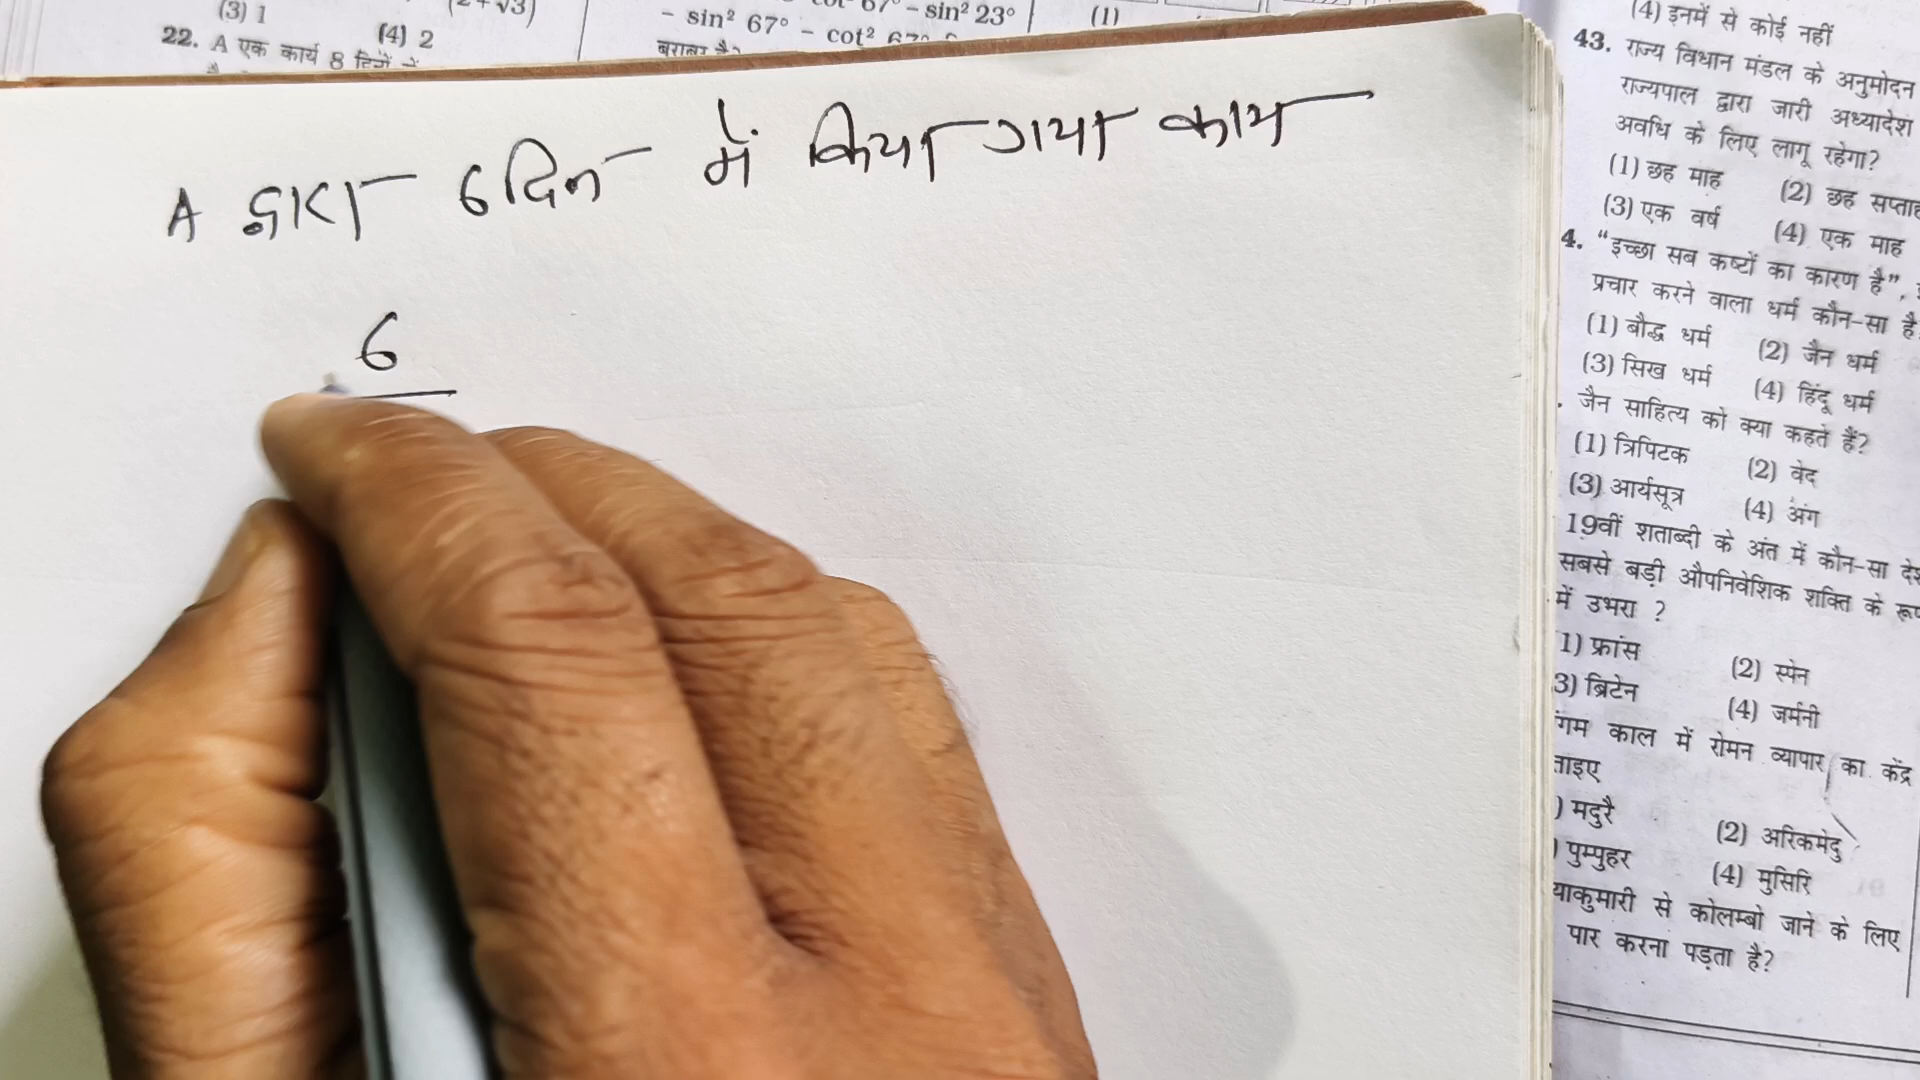 (3) 1
(4) 2
22. A एक कार्य 8 दिनों में
- sin² 23°
- sin² 67° - cot²
बराबर है?
(1)
A द्वारा 6 दिन में किया गया कार्य
6
(4) इनमें से कोई नहीं
43. राज्य विधान मंडल के अनुमोदन
राज्यपाल द्वारा जारी अध्यादेश
अवधि के लिए लागू रहेगा?
(1) छह माह (2) छह सप्ताह
(3) एक वर्ष (4) एक माह
4. "इच्छा सब कष्टों का कारण है",
प्रचार करने वाला धर्म कौन-सा है
(1) बौद्ध धर्म (2) जैन धर्म
(3) सिख धर्म (4) हिंदू धर्म
. जैन साहित्य को क्या कहते हैं?
(1) त्रिपिटक (2) वेद
(3) आर्यसूत्र (4) अंग
19वीं शताब्दी के अंत में कौन-सा
सबसे बड़ी औपनिवेशिक शक्ति के
में उभरा ?
1) फ्रांस (2) स्पेन
3) ब्रिटेन (4) जर्मनी
गम काल में रोमन व्यापार का केंद्र
ताइए
) मदुरै (2) अरिकमेदु
) पुम्पुहर (4) मुसिरि
याकुमारी से कोलम्बो जाने के लिए
पार करना पड़ता है?